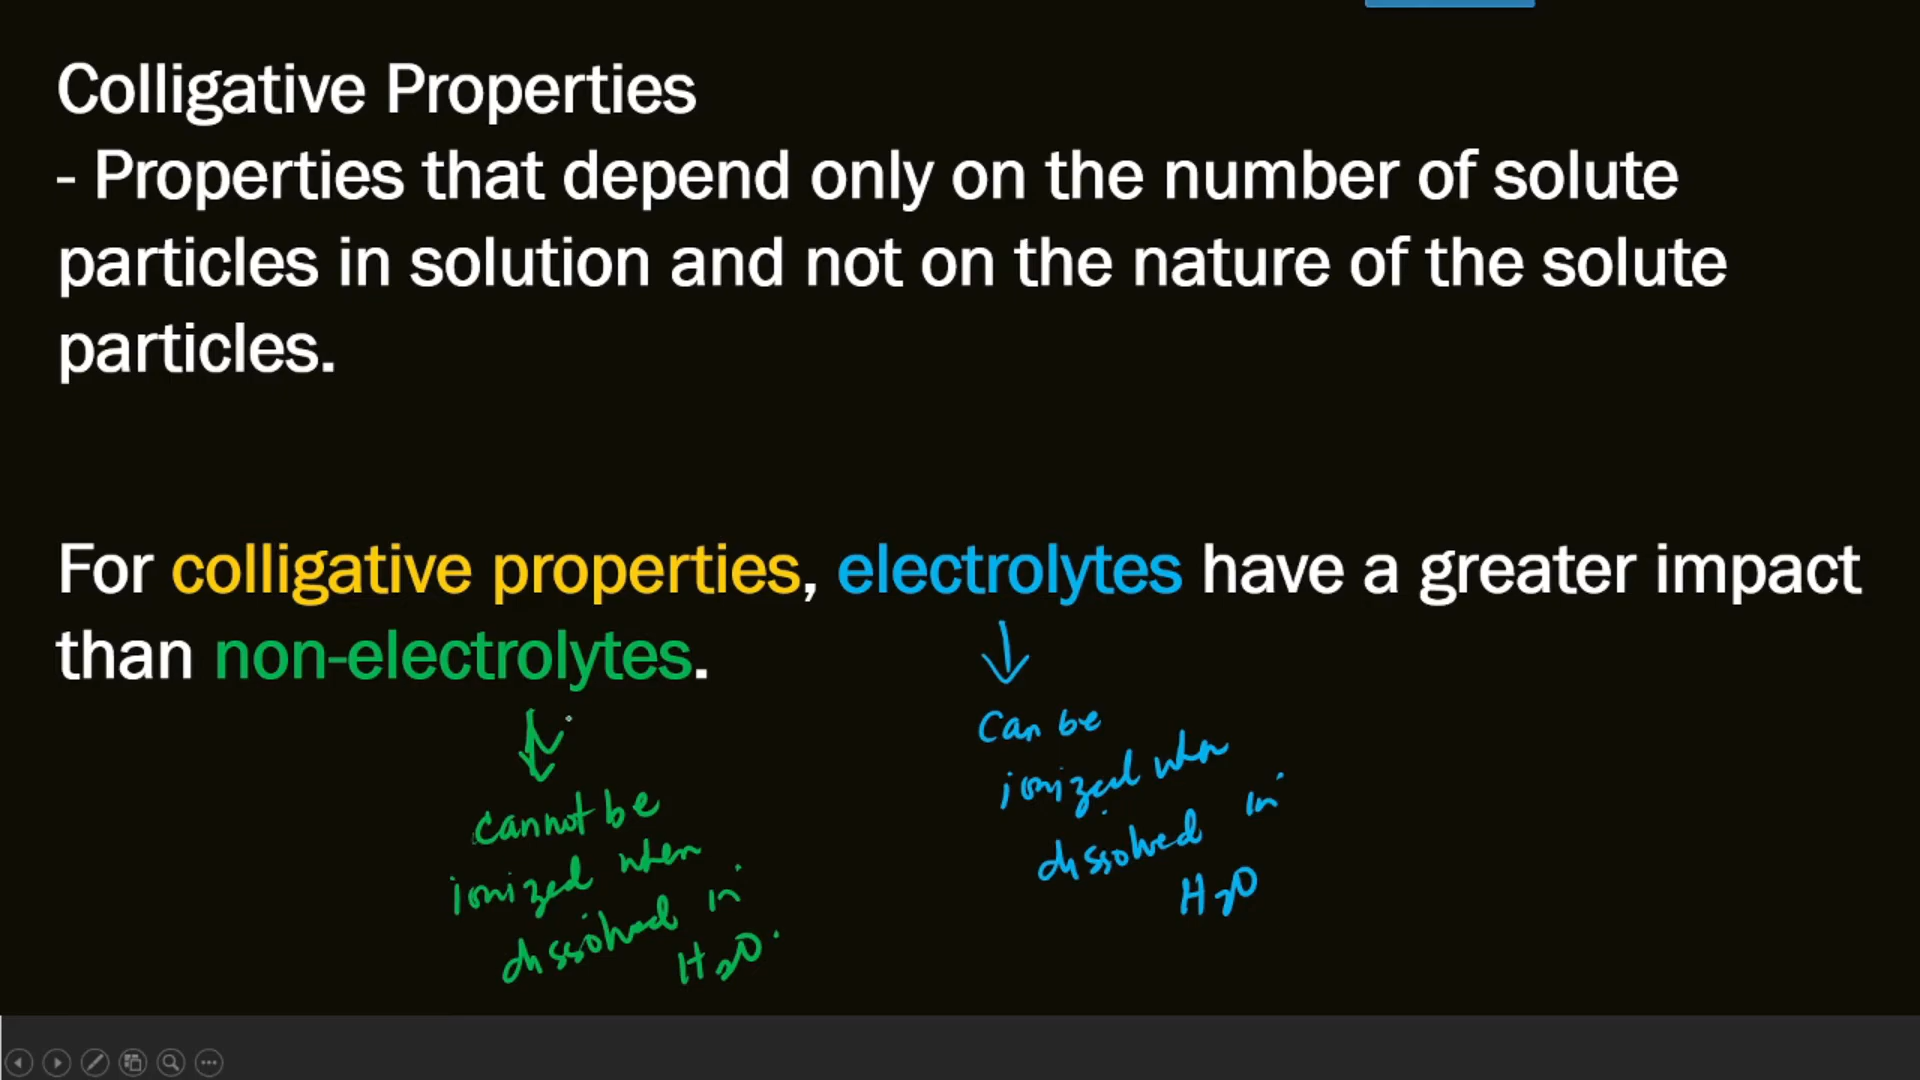 Colligative Properties
- Properties that depend only on the number of solute
particles in solution and not on the nature of the solute
particles.
For colligative properties, electrolytes have a greater impact
than non-electrolytes.
cannot be
ionized when
dissolved in
H2O.
Can be
ionized when
dissolved in
H2O